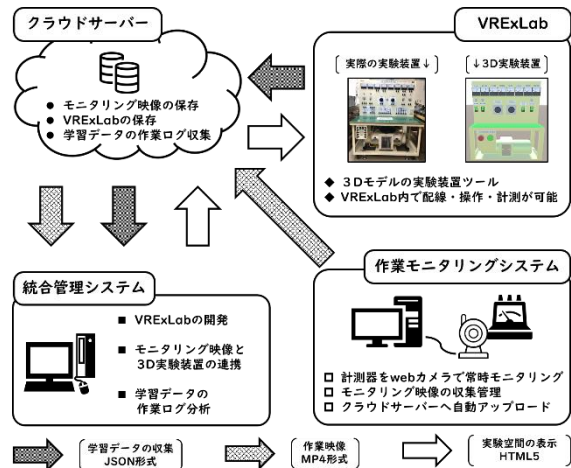 クラウドサーバー
● モニタリング映像の保存
● VRExLabの保存
● 学習データの作業ログ収集
VRExLab
実際の実験装置↓
↓3D実験装置
◆ 3Dモデルの実験装置ツール
◆ VRExLab内で配線・操作・計測が可能
統合管理システム
■ VRExLabの開発
■ モニタリング映像と
3D実験装置の連携
■ 学習データの
作業ログ分析
作業モニタリングシステム
□ 計測器をwebカメラで常時モニタリング
□ モニタリング映像の収集管理
□ クラウドサーバーへ自動アップロード
学習データの収集
JSON形式
作業映像
MP4形式
実験空間の表示
HTML5